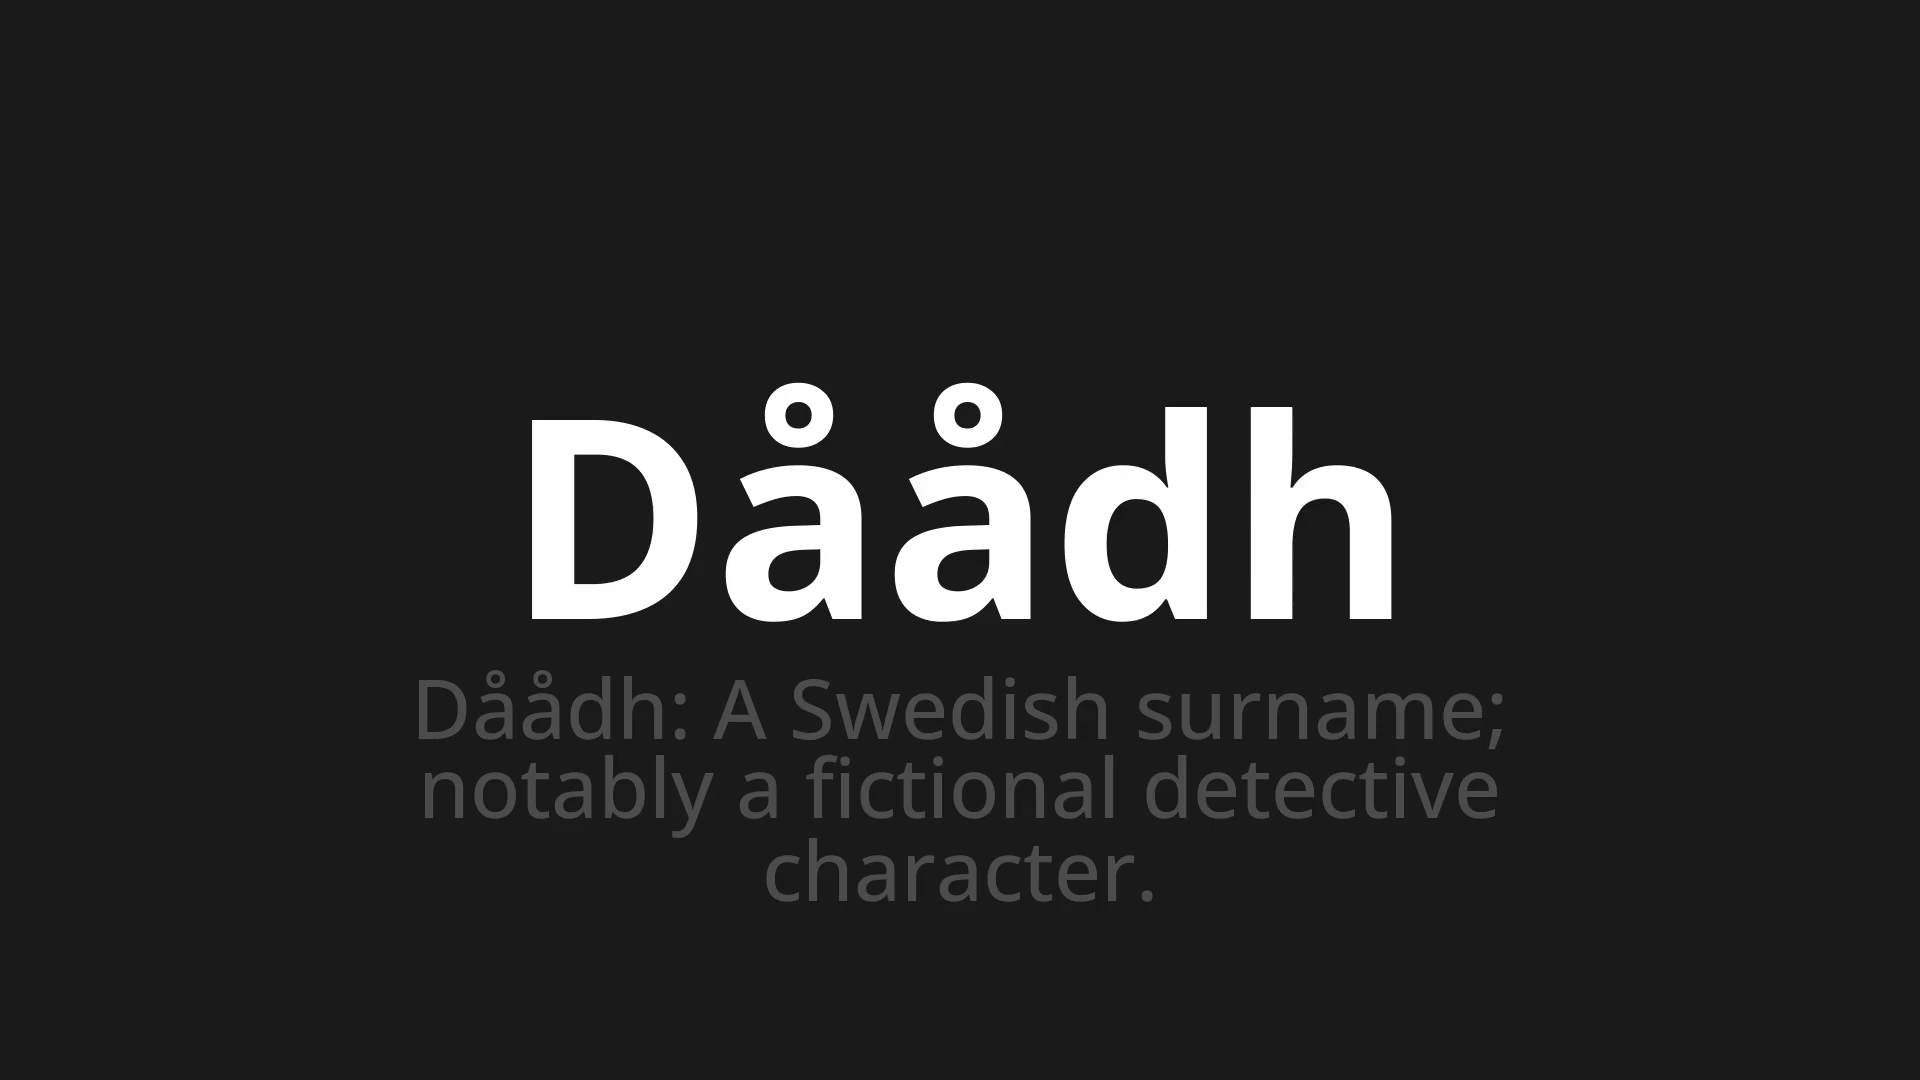 Dåådh
Dåådh: A Swedish surname;
notably a fictional detective
character.